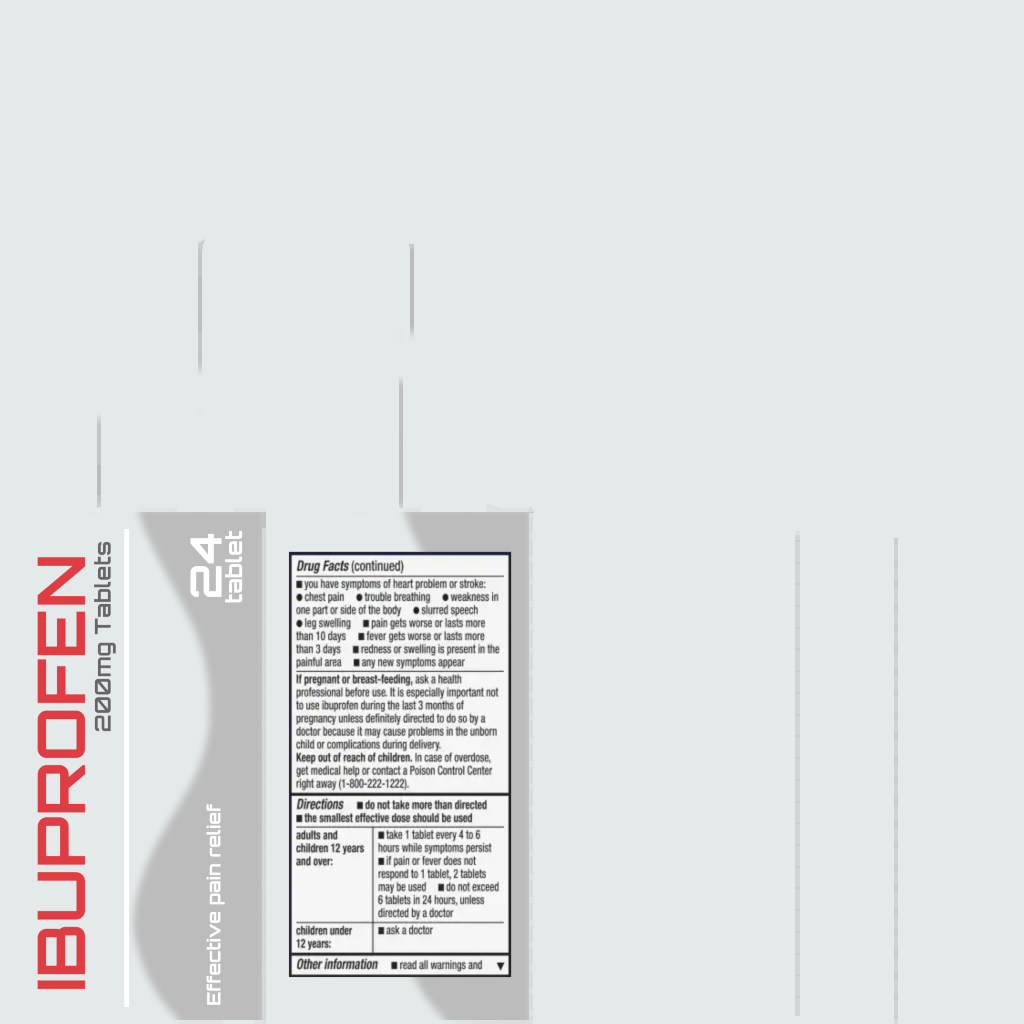 IBUPROFEN
200mg Tablets
24
tablet
Effective pain relief
Drug Facts (continued)
■ you have symptoms of heart problem or stroke:
● chest pain ● trouble breathing ● weakness in
one part or side of the body ● slurred speech
● leg swelling ■ pain gets worse or lasts more
than 10 days ■ fever gets worse or lasts more
than 3 days ■ redness or swelling is present in the
painful area ■ any new symptoms appear
If pregnant or breast-feeding, ask a health
professional before use. It is especially important not
to use ibuprofen during the last 3 months of
pregnancy unless definitely directed to do so by a
doctor because it may cause problems in the unborn
child or complications during delivery.
Keep out of reach of children. In case of overdose,
get medical help or contact a Poison Control Center
right away (1-800-222-1222).
Directions ■ do not take more than directed
■ the smallest effective dose should be used
adults and
children 12 years
and over:
■ take 1 tablet every 4 to 6
hours while symptoms persist
■ if pain or fever does not
respond to 1 tablet, 2 tablets
may be used ■ do not exceed
6 tablets in 24 hours, unless
directed by a doctor
children under
12 years:
■ ask a doctor
Other information ■ read all warnings and ▼